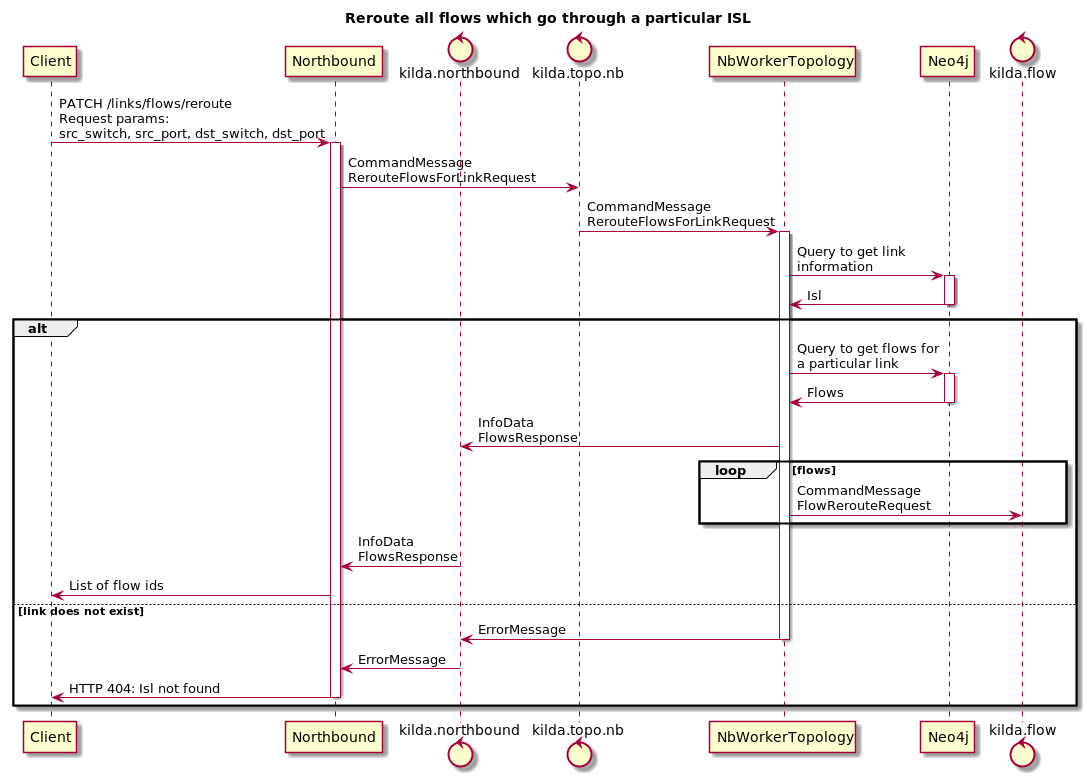 Reroute all flows which go through a particular ISL
Client
Northbound
kilda.northbound
kilda.topo.nb
NbWorkerTopology
Neo4j
kilda.flow
PATCH /links/flows/reroute
Request params:
src_switch, src_port, dst_switch, dst_port
CommandMessage
RerouteFlowsForLinkRequest
CommandMessage
RerouteFlowsForLinkRequest
Query to get link
information
Isl
alt
Query to get flows for
a particular link
Flows
InfoData
FlowsResponse
loop
[flows]
CommandMessage
FlowRerouteRequest
InfoData
FlowsResponse
List of flow ids
[link does not exist]
ErrorMessage
ErrorMessage
HTTP 404: Isl not found
Client
Northbound
kilda.northbound
kilda.topo.nb
NbWorkerTopology
Neo4j
kilda.flow